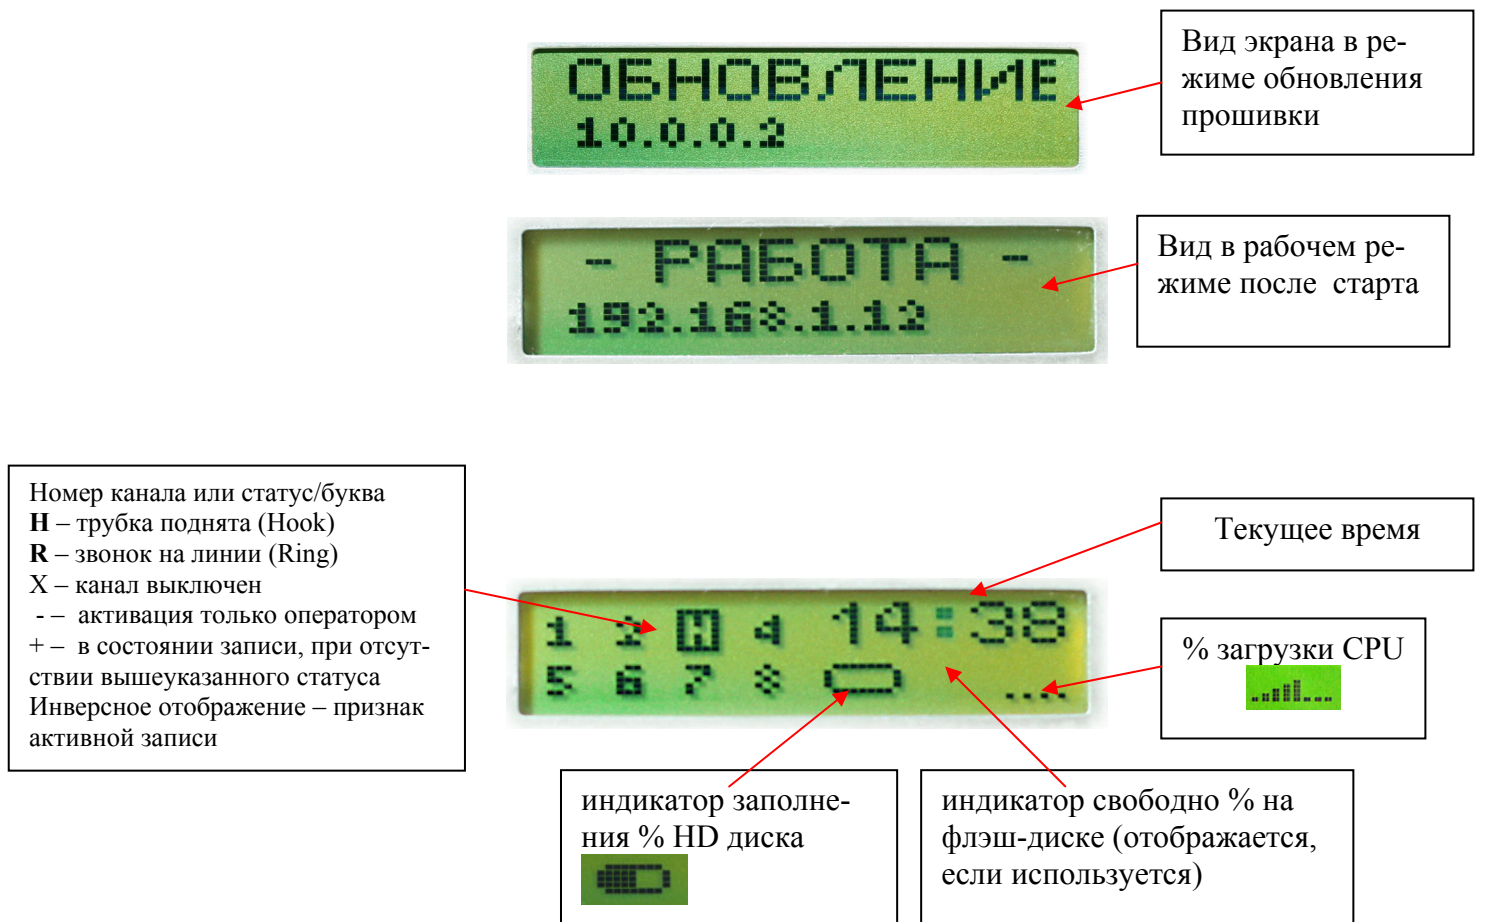 ОБНОВЛЕНИЕ
10.0.0.2
Вид экрана в ре-
жиме обновления
прошивки
- РАБОТА -
192.168.1.12
Вид в рабочем ре-
жиме после старта
Номер канала или статус/буква
H – трубка поднята (Hook)
R – звонок на линии (Ring)
X – канал выключен
- – активация только оператором
+ – в состоянии записи, при отсут-
ствии вышеуказанного статуса
Инверсное отображение – признак
активной записи
1 2 H 4 14:38
5 6 7 8
Текущее время
% загрузки CPU
индикатор заполне-
ния % HD диска
индикатор свободно % на
флэш-диске (отображается,
если используется)